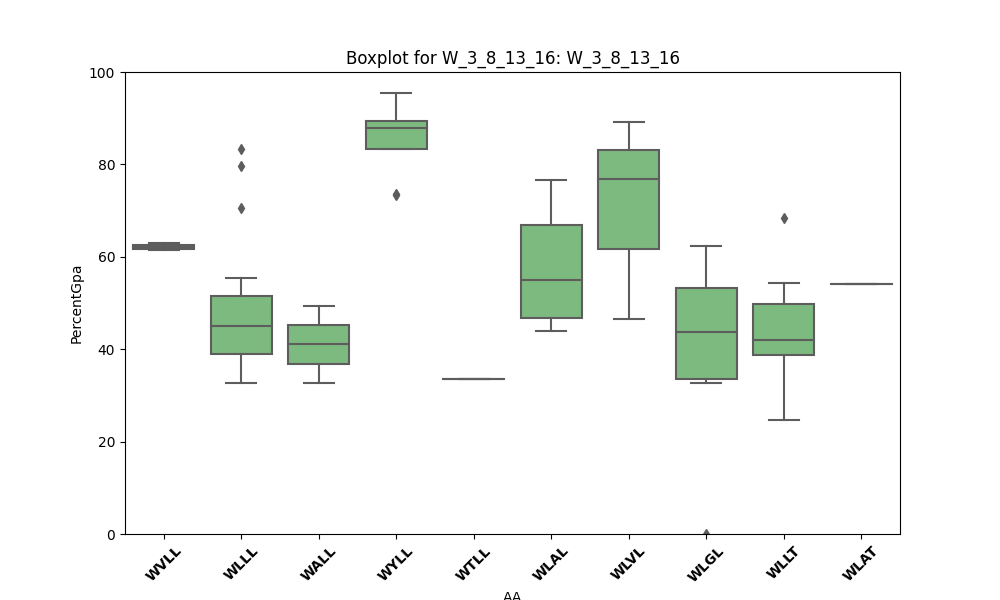 Boxplot for W_3_8_13_16: W_3_8_13_16
PercentGpa
100
80
60
40
20
0
WVLL
WLLL
WALL
WYLL
WTLL
WLAL
WLVL
WLGL
WLLT
WLAT
AA